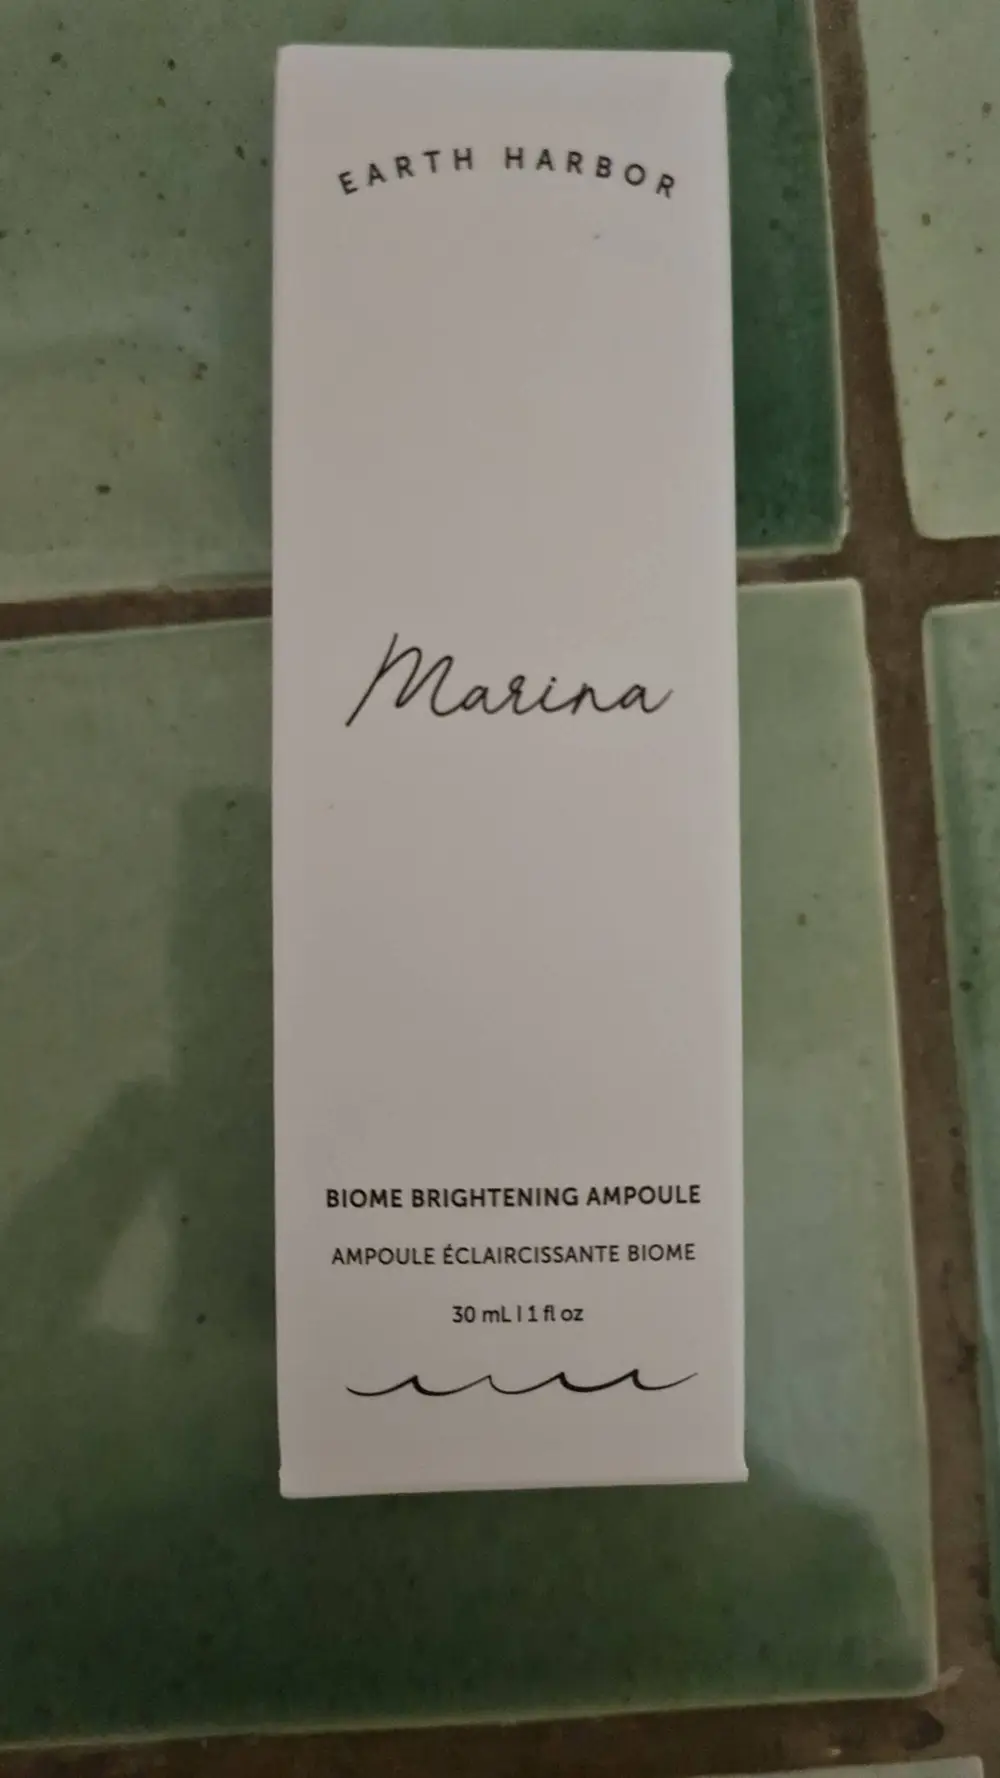 EARTH HARBOR
Marina
BIOME BRIGHTENING AMPOULE
AMPOULE ÉCLAIRCISSANTE BIOME
30 mL | 1 fl oz